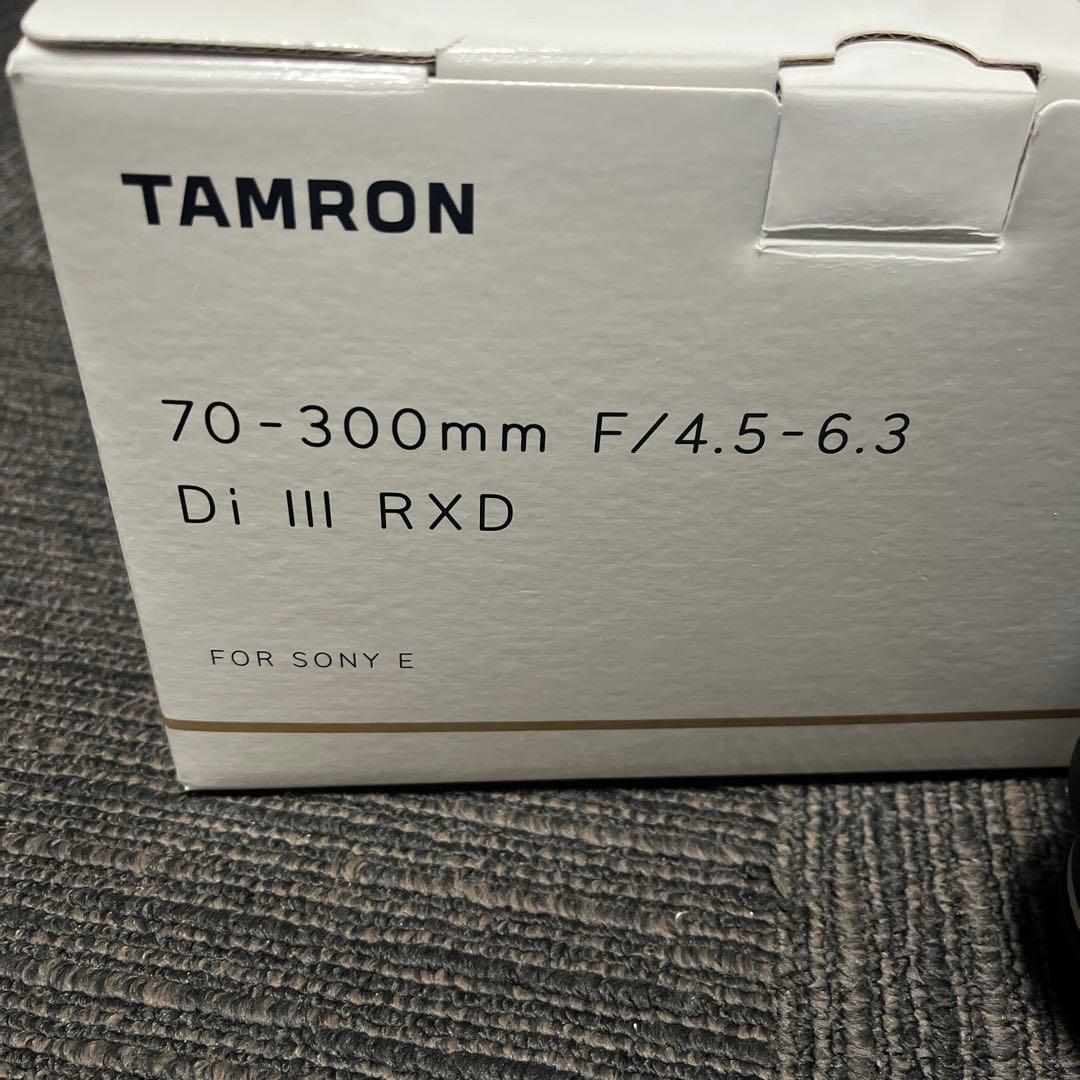 TAMRON
70-300mm F/4.5-6.3
Di III RXD
FOR SONY E